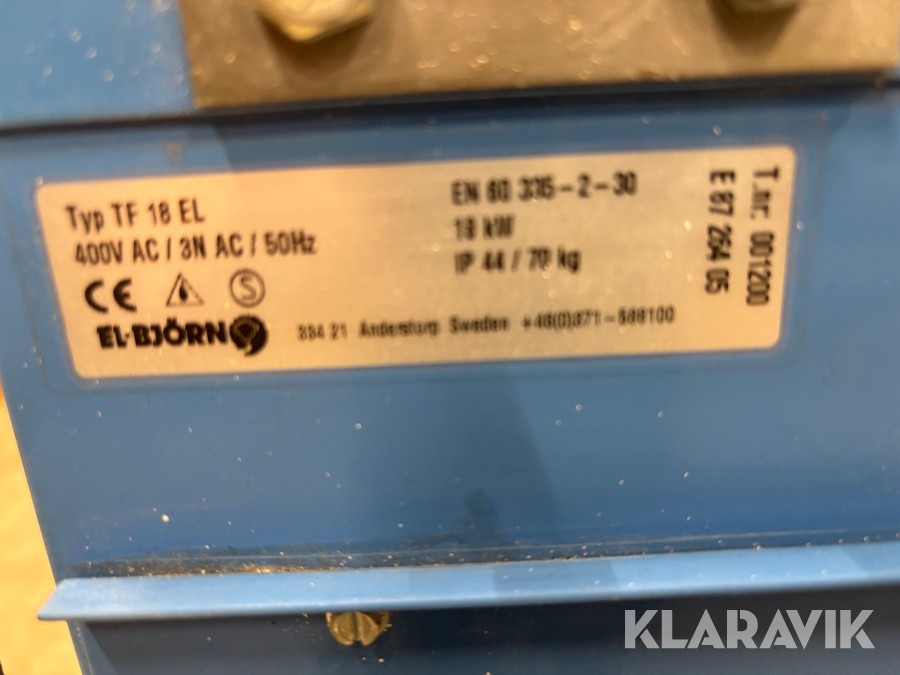 Typ TF 18 EL
400V AC / 3N AC / 50Hz
CE S
EL-BJÖRN
EN 60 335-2-30
18 kW
IP 44 / 70 kg
334 21 Anderstorp Sweden +46(0)371-588100
T.nr. 001200
E 87 264 05
KLARAVIK